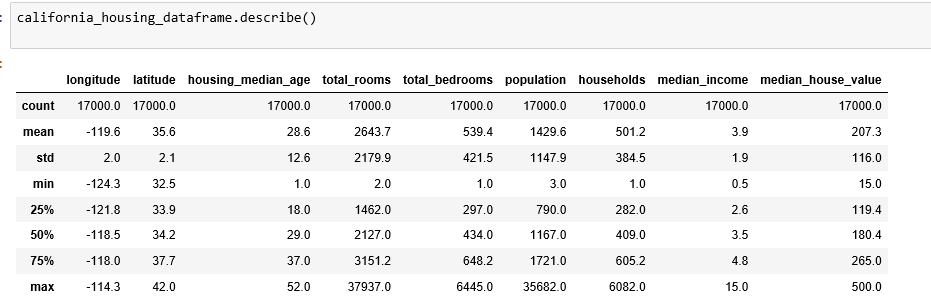 california_housing_dataframe.describe()
longitude latitude housing_median_age total_rooms total_bedrooms population households median_income median_house_value
count 17000.0 17000.0 17000.0 17000.0 17000.0 17000.0 17000.0 17000.0 17000.0
mean -119.6 35.6 28.6 2643.7 539.4 1429.6 501.2 3.9 207.3
std 2.0 2.1 12.6 2179.9 421.5 1147.9 384.5 1.9 116.0
min -124.3 32.5 1.0 2.0 1.0 3.0 1.0 0.5 15.0
25% -121.8 33.9 18.0 1462.0 297.0 790.0 282.0 2.6 119.4
50% -118.5 34.2 29.0 2127.0 434.0 1167.0 409.0 3.5 180.4
75% -118.0 37.7 37.0 3151.2 648.2 1721.0 605.2 4.8 265.0
max -114.3 42.0 52.0 37937.0 6445.0 35682.0 6082.0 15.0 500.0